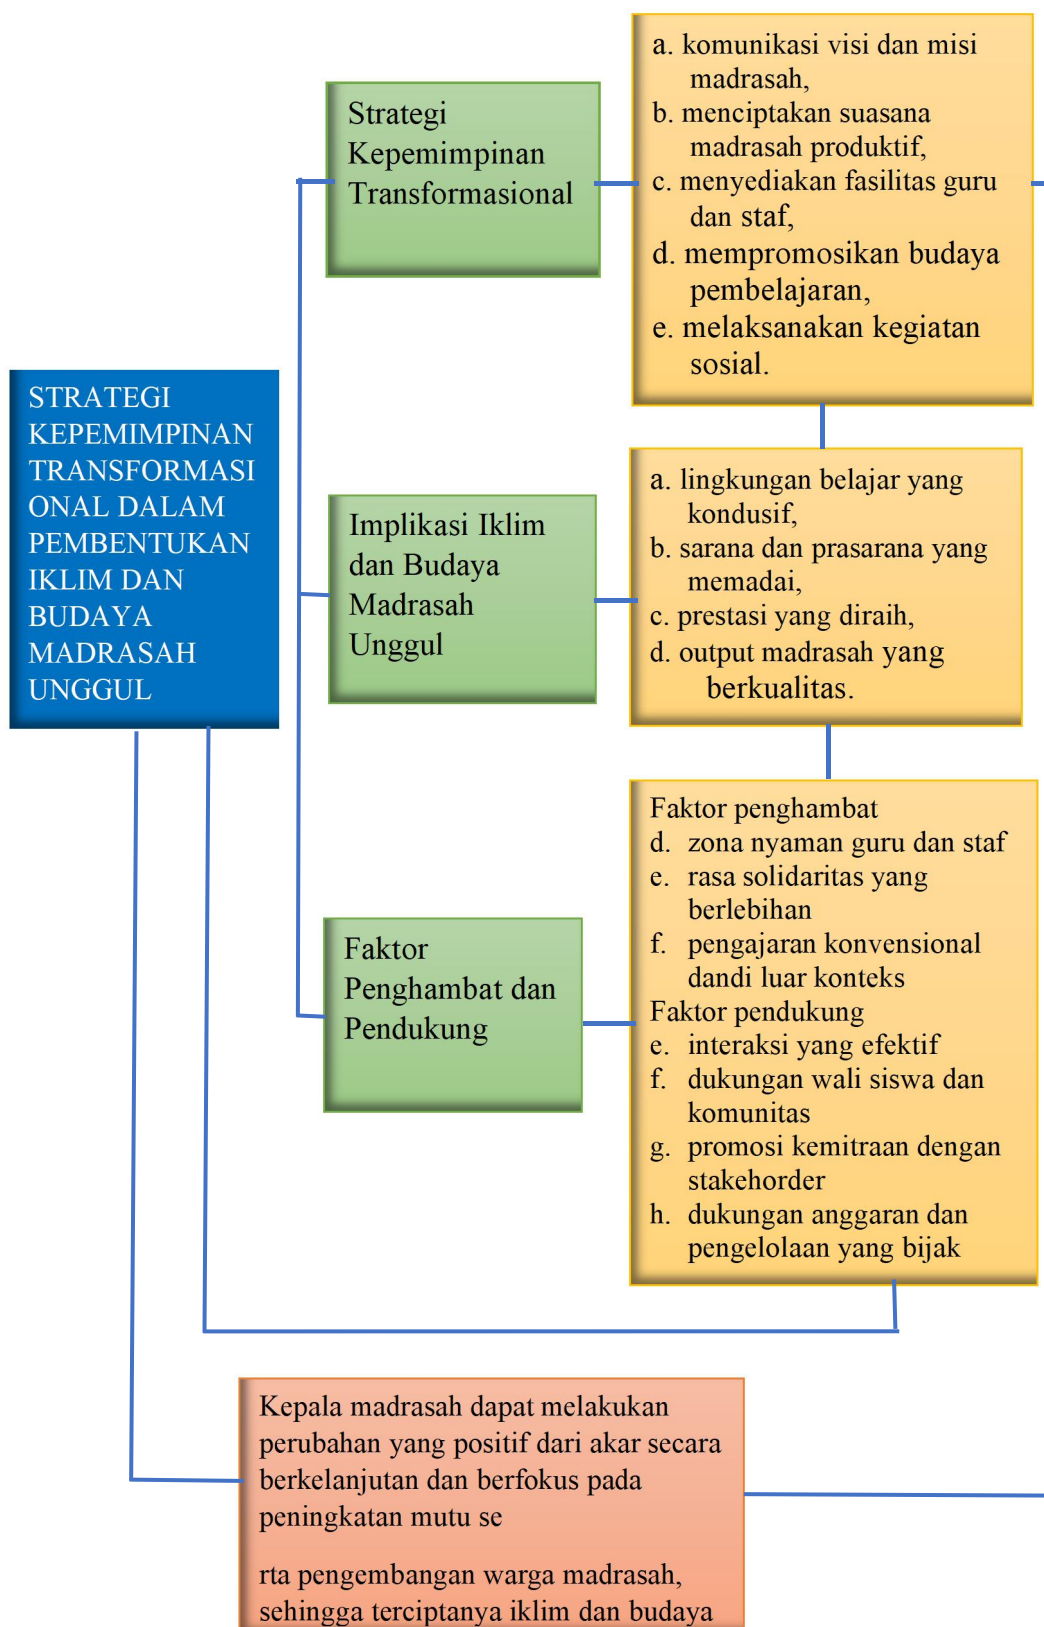 STRATEGI
KEPEMIMPINAN
TRANSFORMASI
ONAL DALAM
PEMBENTUKAN
IKLIM DAN
BUDAYA
MADRASAH
UNGGUL
Strategi
Kepemimpinan
Transformasional
a. komunikasi visi dan misi
madrasah,
b. menciptakan suasana
madrasah produktif,
c. menyediakan fasilitas guru
dan staf,
d. mempromosikan budaya
pembelajaran,
e. melaksanakan kegiatan
sosial.
Implikasi Iklim
dan Budaya
Madrasah
Unggul
a. lingkungan belajar yang
kondusif,
b. sarana dan prasarana yang
memadai,
c. prestasi yang diraih,
d. output madrasah yang
berkualitas.
Faktor
Penghambat dan
Pendukung
Faktor penghambat
d. zona nyaman guru dan staf
e. rasa solidaritas yang
berlebihan
f. pengajaran konvensional
dandi luar konteks
Faktor pendukung
e. interaksi yang efektif
f. dukungan wali siswa dan
komunitas
g. promosi kemitraan dengan
stakehorder
h. dukungan anggaran dan
pengelolaan yang bijak
Kepala madrasah dapat melakukan
perubahan yang positif dari akar secara
berkelanjutan dan berfokus pada
peningkatan mutu se
rta pengembangan warga madrasah,
sehingga terciptanya iklim dan budaya